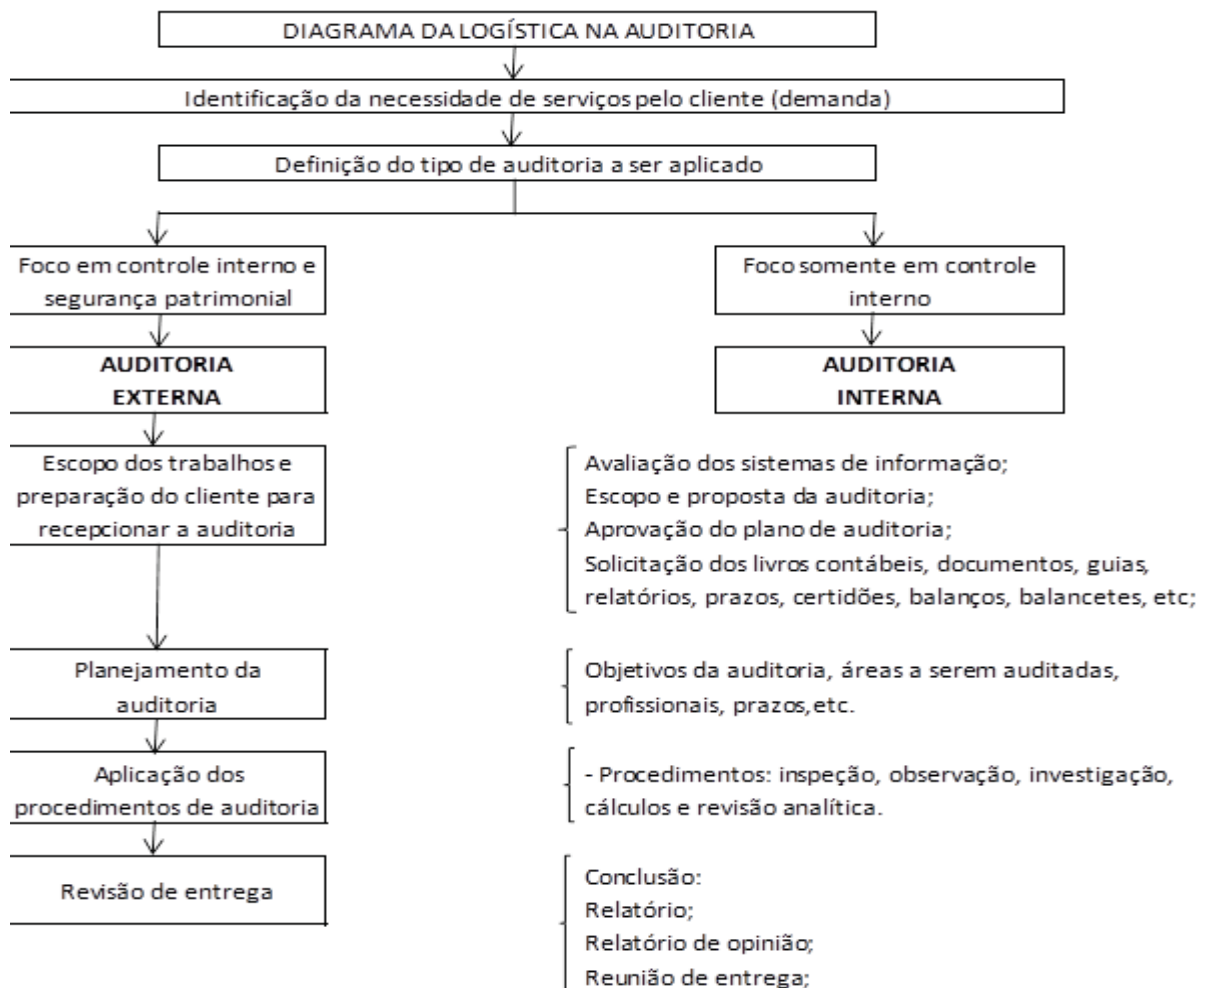 DIAGRAMA DA LOGÍSTICA NA AUDITORIA
Identificação da necessidade de serviços pelo cliente (demanda)
Definição do tipo de auditoria a ser aplicado
Foco em controle interno e
segurança patrimonial
Foco somente em controle
interno
AUDITORIA
EXTERNA
AUDITORIA
INTERNA
Escopo dos trabalhos e
preparação do cliente para
recepcionar a auditoria
Avaliação dos sistemas de informação;
Escopo e proposta da auditoria;
Aprovação do plano de auditoria;
Solicitação dos livros contábeis, documentos, guias,
relatórios, prazos, certidões, balanços, balancetes, etc;
Planejamento da
auditoria
Objetivos da auditoria, áreas a serem auditadas,
profissionais, prazos,etc.
Aplicação dos
procedimentos de auditoria
- Procedimentos: inspeção, observação, investigação,
cálculos e revisão analítica.
Revisão de entrega
Conclusão:
Relatório;
Relatório de opinião;
Reunião de entrega;